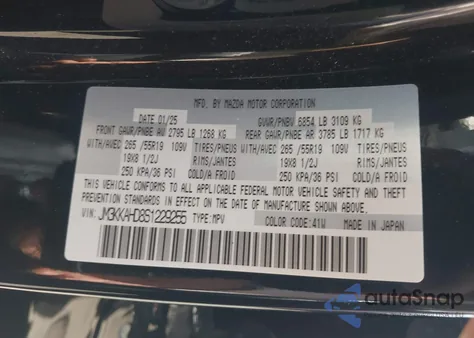 MFD. BY MAZDA MOTOR CORPORATION
DATE 01/25 GVWR/PNBV 6854 LB 3109 KG
FRONT GAWR/PNBE AV 2795 LB 1268 KG REAR GAWR/PNBE AR 3785 LB 1717 KG
WITH/AVEC 265 /55R19 109V TIRES/PNEUS WITH/AVEC 265 /55R19 109V TIRES/PNEUS
19X8 1/2J RIMS/JANTES 19X8 1/2J RIMS/JANTES
250 KPA/36 PSI COLD/A FROID 250 KPA/36 PSI COLD/A FROID
THIS VEHICLE CONFORMS TO ALL APPLICABLE FEDERAL MOTOR VEHICLE SAFETY AND THEFT
PREVENTION STANDARDS IN EFFECT ON THE DATE OF MANUFACTURE SHOWN ABOVE.
VIN: JM3KKAHD8S1229255 TYPE: MPV COLOR CODE: 41W MADE IN JAPAN
autoSnap